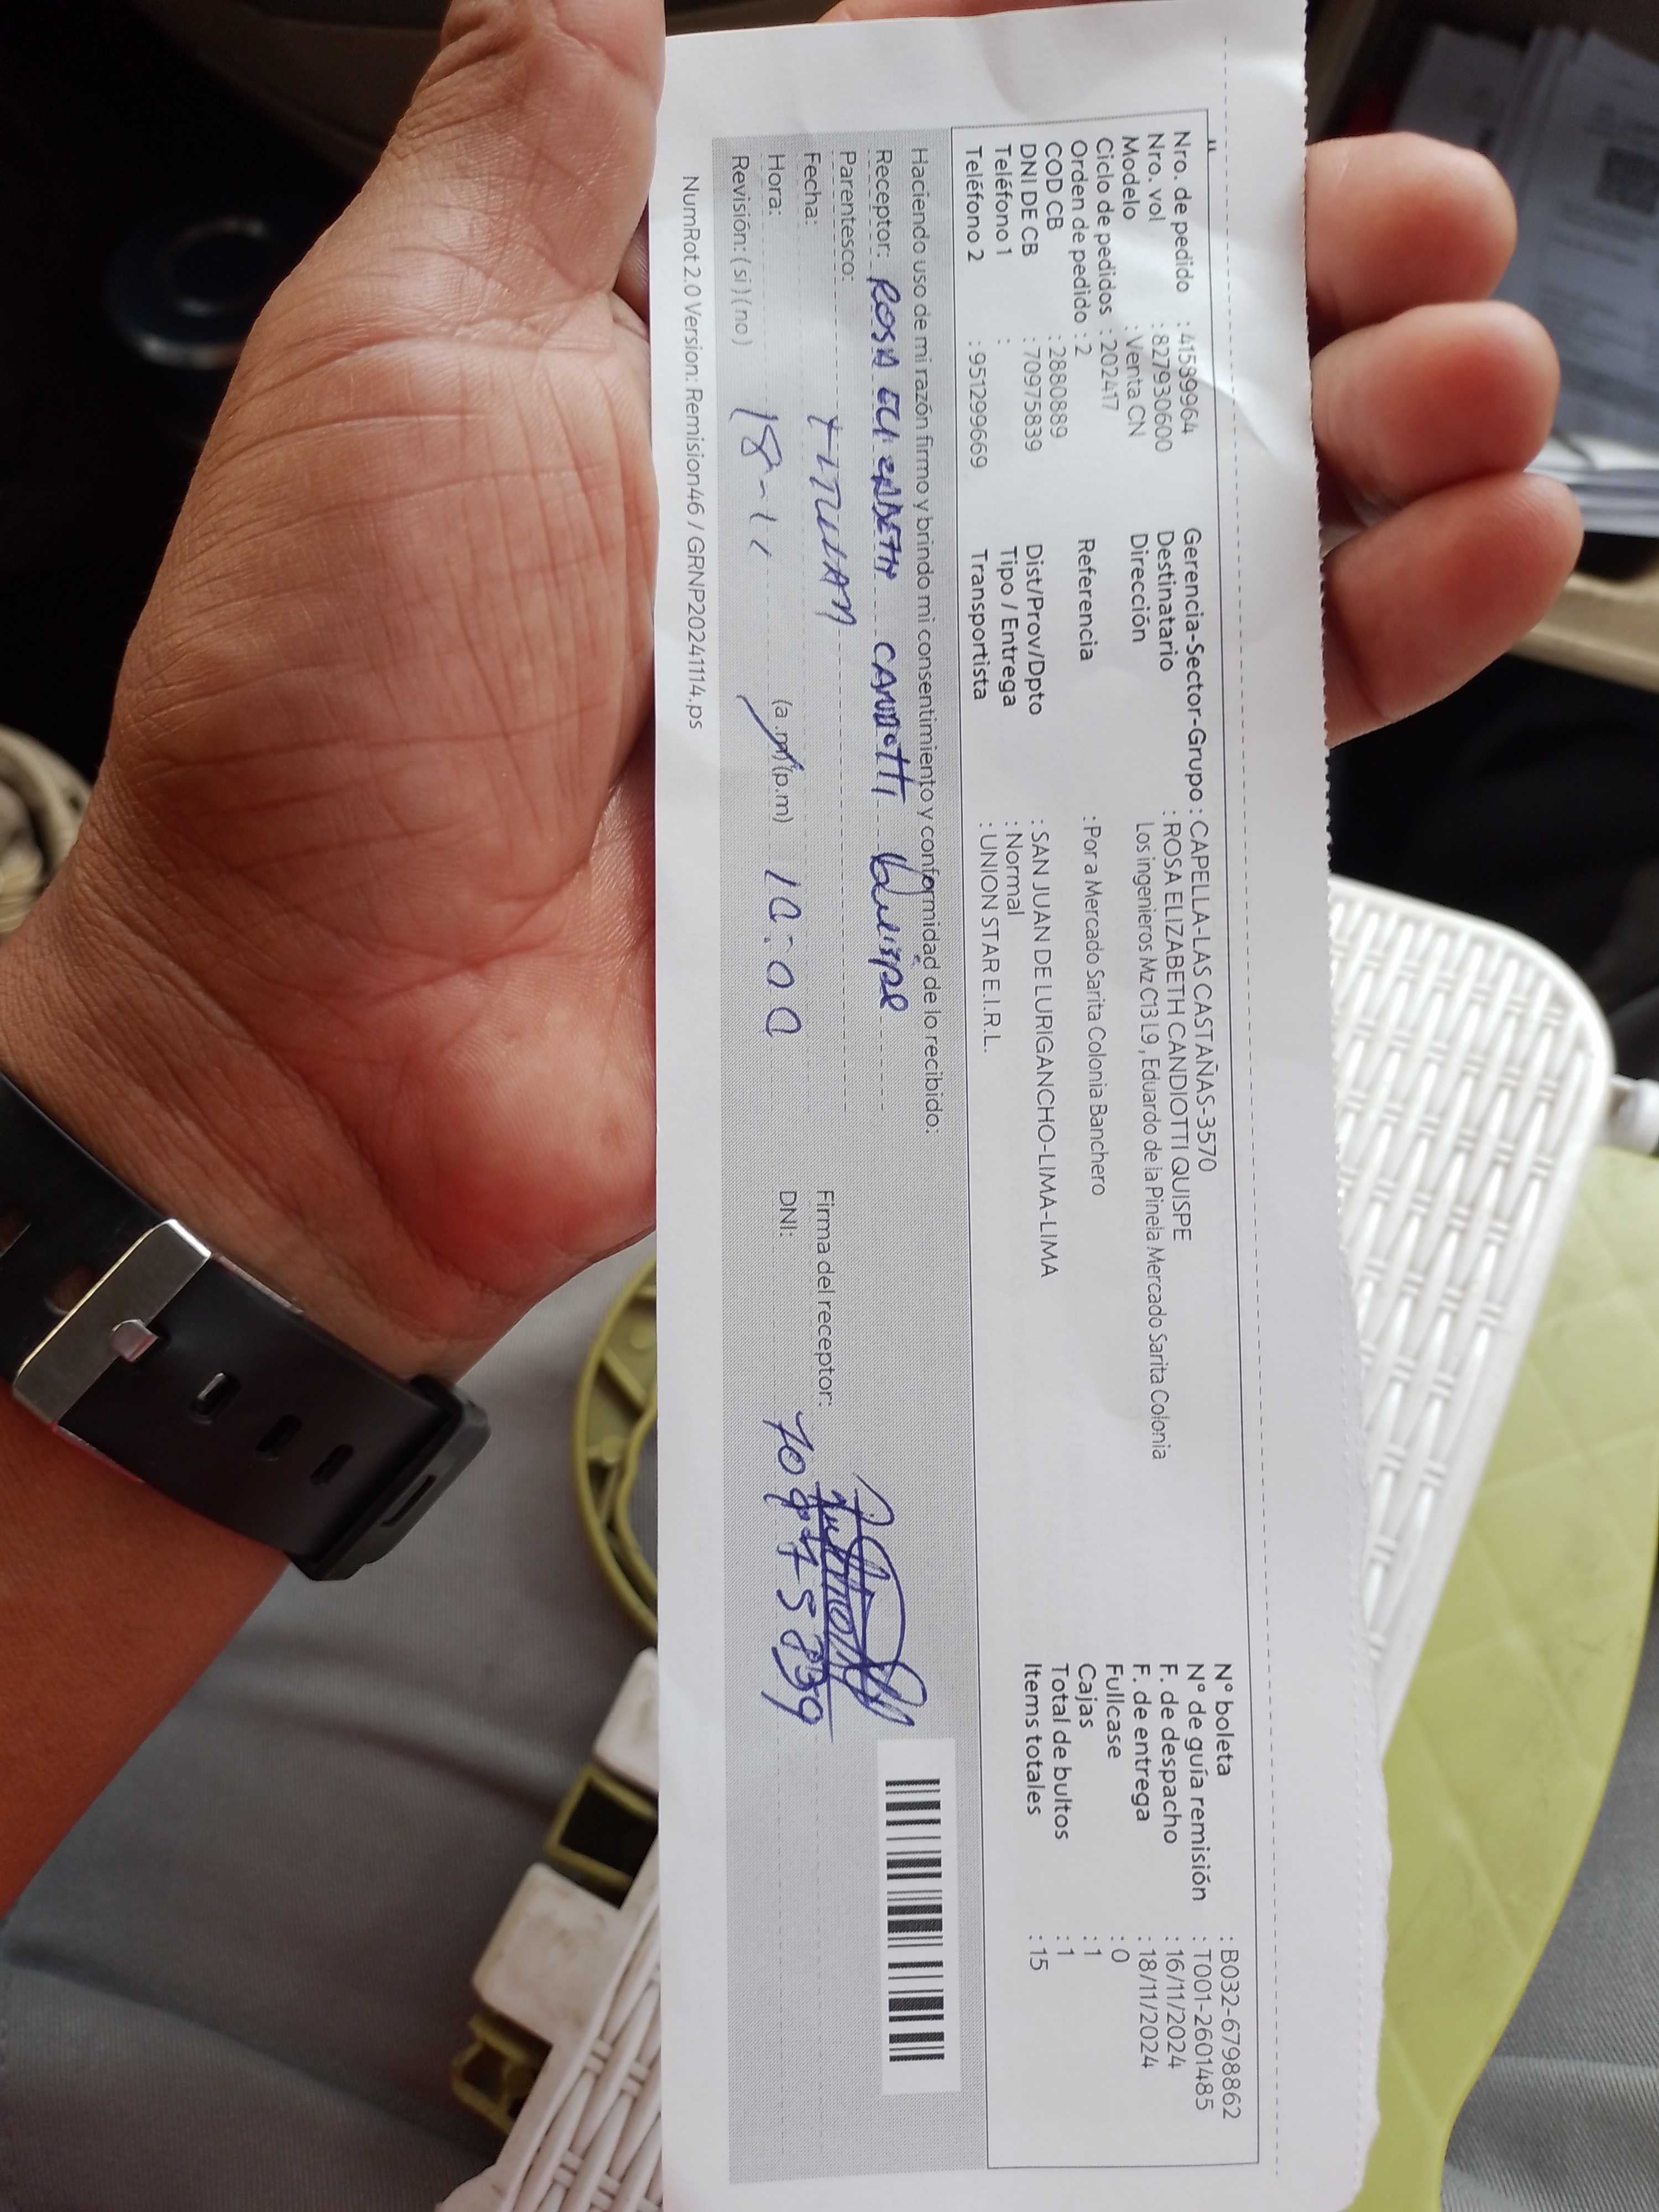 Nro. de pedido : 41589964
Nro. vol : 827930600
Modelo : Venta CN
Ciclo de pedidos : 202417
Orden de pedido : 2
COD CB : 2880889
DNI DE CB : 70975839
Teléfono 1 :
Teléfono 2 : 951299669
Gerencia-Sector-Grupo : CAPELLA-LAS CASTAÑAS-3570
Destinatario : ROSA ELIZABETH CANDIOTTI QUISPE
Dirección Los ingenieros Mz C13 L9 , Eduardo de la Pinela Mercado Sarita Colonia
Referencia : Por a Mercado Sarita Colonia Banchero
Dist/Prov/Dpto : SAN JUAN DE LURIGANCHO-LIMA-LIMA
Tipo / Entrega : Normal
Transportista : UNION STAR E.I.R.L.
N° boleta : B032-6798862
N° de guía remisión : T001-2601485
F. de despacho : 16/11/2024
F. de entrega : 18/11/2024
Fullcase : 0
Cajas : 1
Total de bultos : 1
Items totales : 15
Haciendo uso de mi razón firmo y brindo mi consentimiento y conformidad de lo recibido:
Receptor: ROSA Quispe
Parentesco: TITULAR
Fecha: 18-11
Hora: (a.m)(p.m) 10:00
Revisión: ( si ) ( no )
Firma del receptor:
DNI: 70975839
NumRot 2.0 Version: Remision46 / GRNP20241114.ps